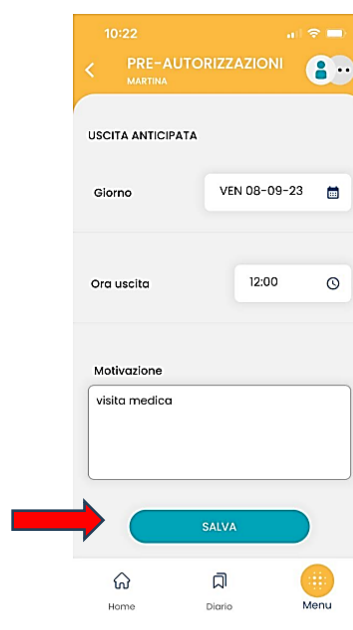 10:22
PRE-AUTORIZZAZIONI
MARTINA
USCITA ANTICIPATA
Giorno
VEN 08-09-23
Ora uscita
12:00
Motivazione
visita medica
SALVA
Home
Diario
Menu